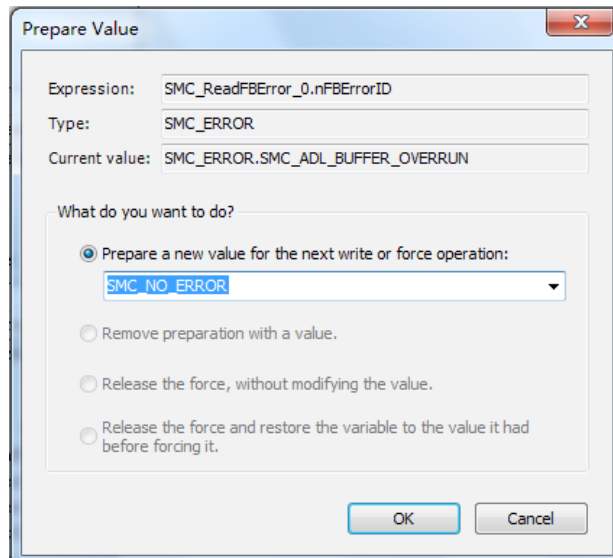 Prepare Value
Expression: SMC_ReadFBError_0.nFBErrorID
Type: SMC_ERROR
Current value: SMC_ERROR.SMC_ADL_BUFFER_OVERRUN
What do you want to do?
Prepare a new value for the next write or force operation:
SMC_NO_ERROR
Remove preparation with a value.
Release the force, without modifying the value.
Release the force and restore the variable to the value it had
before forcing it.
OK Cancel